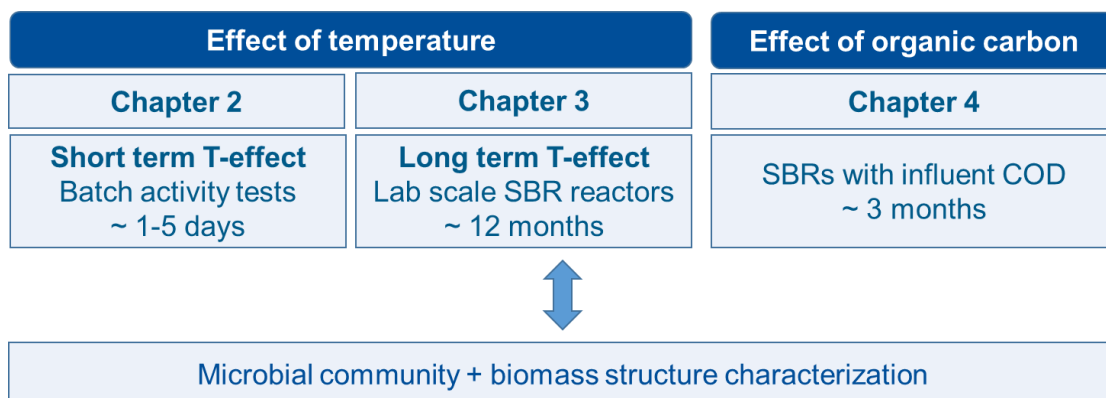 Effect of temperature
Effect of organic carbon
Chapter 2
Chapter 3
Chapter 4
Short term T-effect
Batch activity tests
~ 1-5 days
Long term T-effect
Lab scale SBR reactors
~ 12 months
SBRs with influent COD
~ 3 months
Microbial community + biomass structure characterization